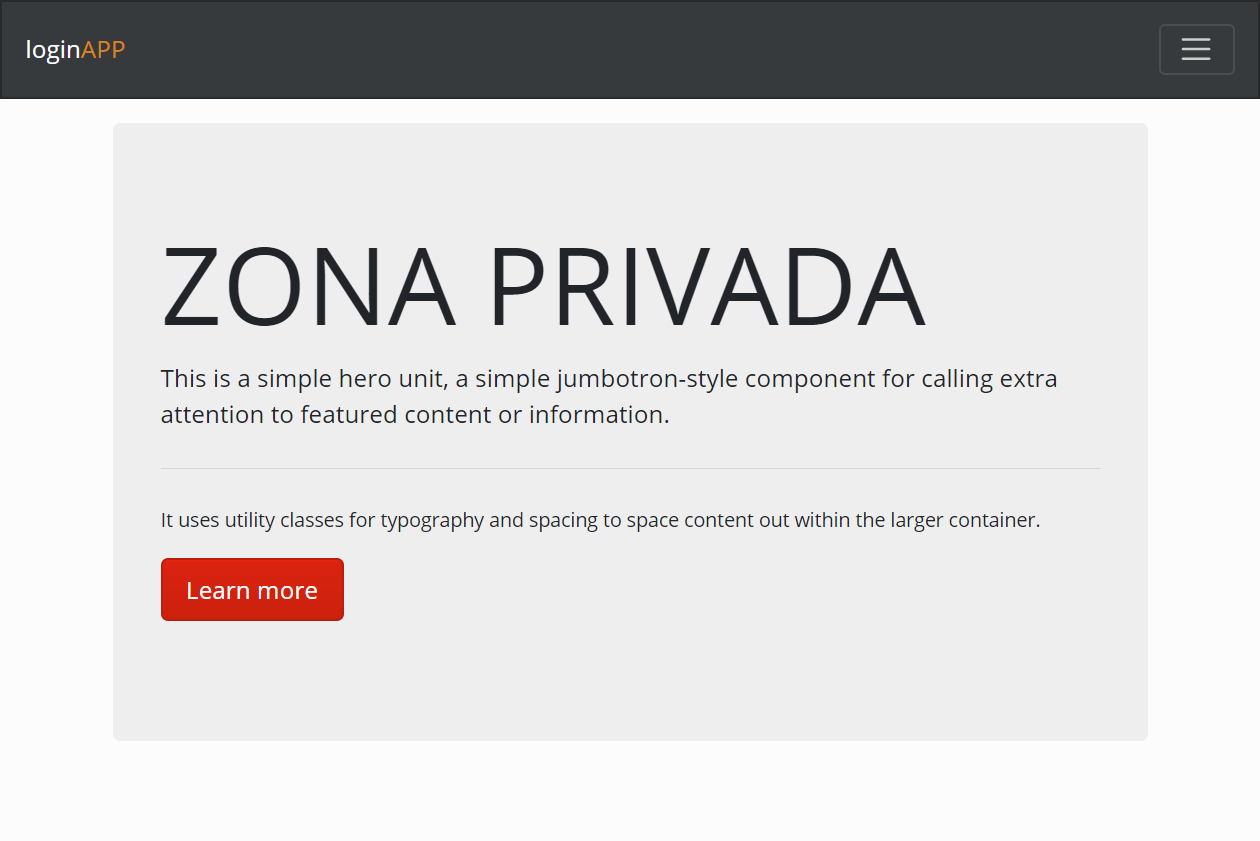 loginAPP
ZONA PRIVADA
This is a simple hero unit, a simple jumbotron-style component for calling extra
attention to featured content or information.
It uses utility classes for typography and spacing to space content out within the larger container.
Learn more